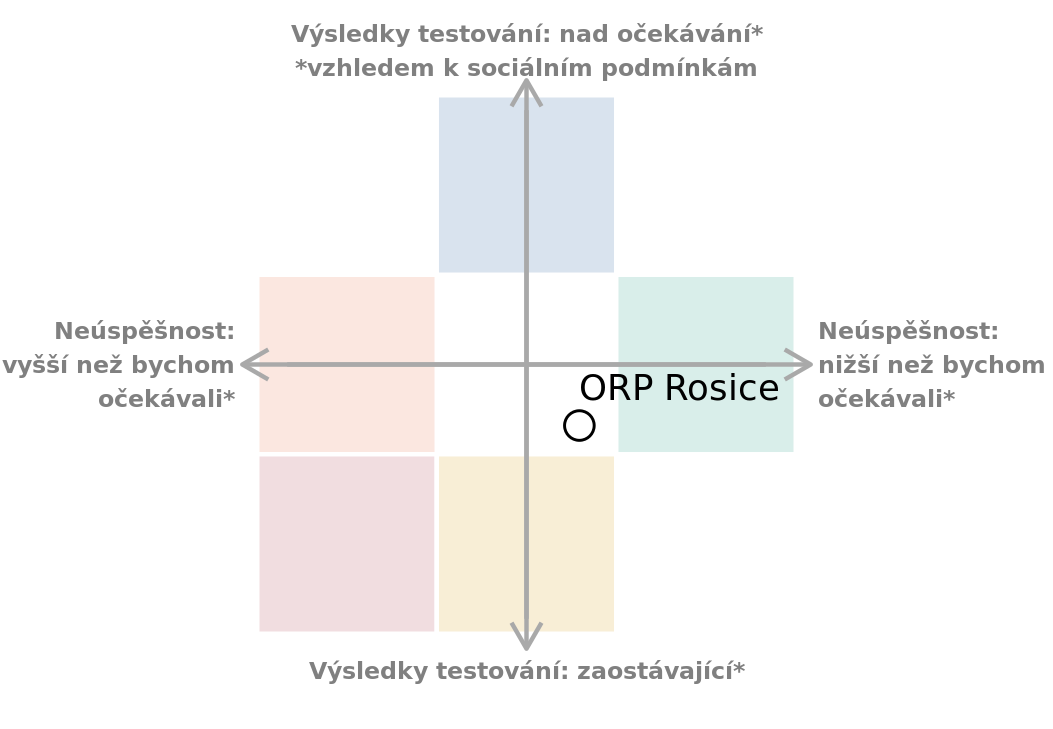 Výsledky testování: nad očekávání*
*vzhledem k sociálním podmínkám
Neúspěšnost:
vyšší než bychom
očekávali*
Neúspěšnost:
nižší než bychom
očekávali*
ORP Rosice
Výsledky testování: zaostávající*